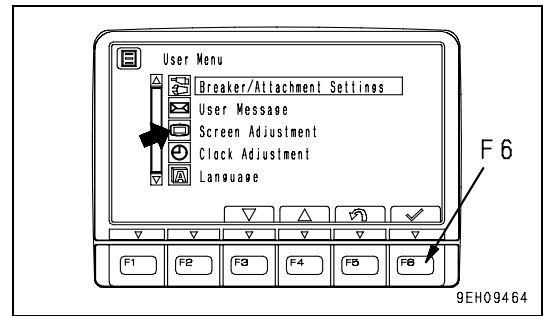 User Menu
Breaker/Attachment Settings
User Message
Screen Adjustment
Clock Adjustment
A Language
F6
F1 F2 F3 F4 F5 F6
9EH09464